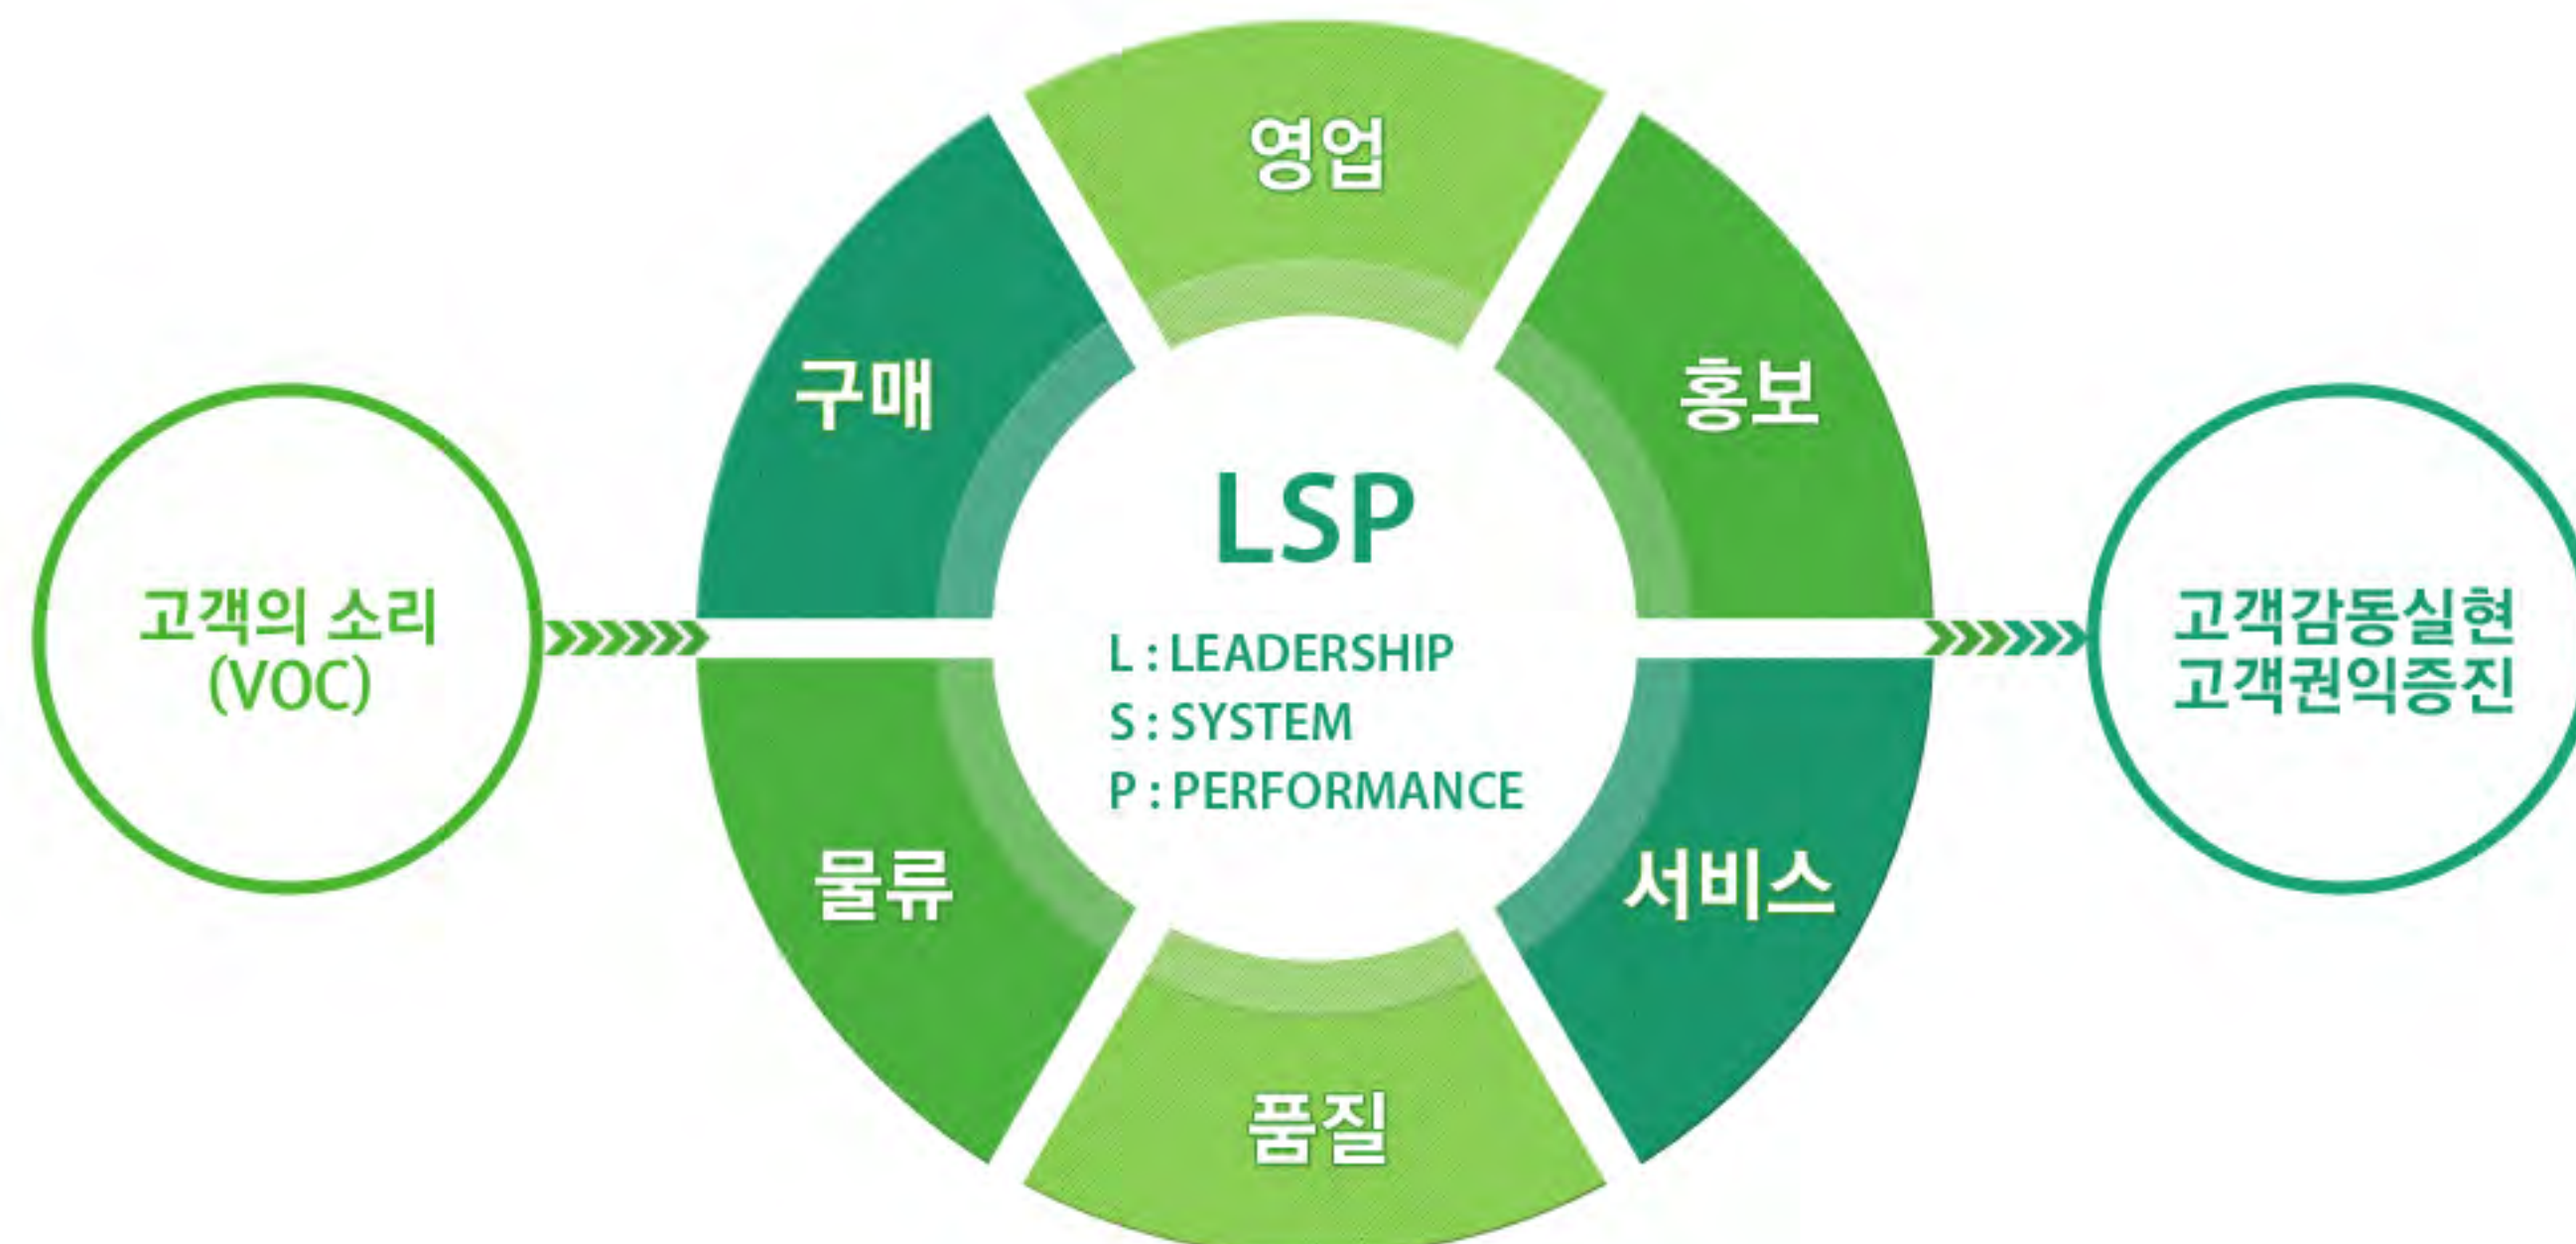 고객의 소리
(VOC)
영업
구매
홍보
LSP
L : LEADERSHIP
S : SYSTEM
P : PERFORMANCE
물류
서비스
품질
고객감동실현
고객권익증진